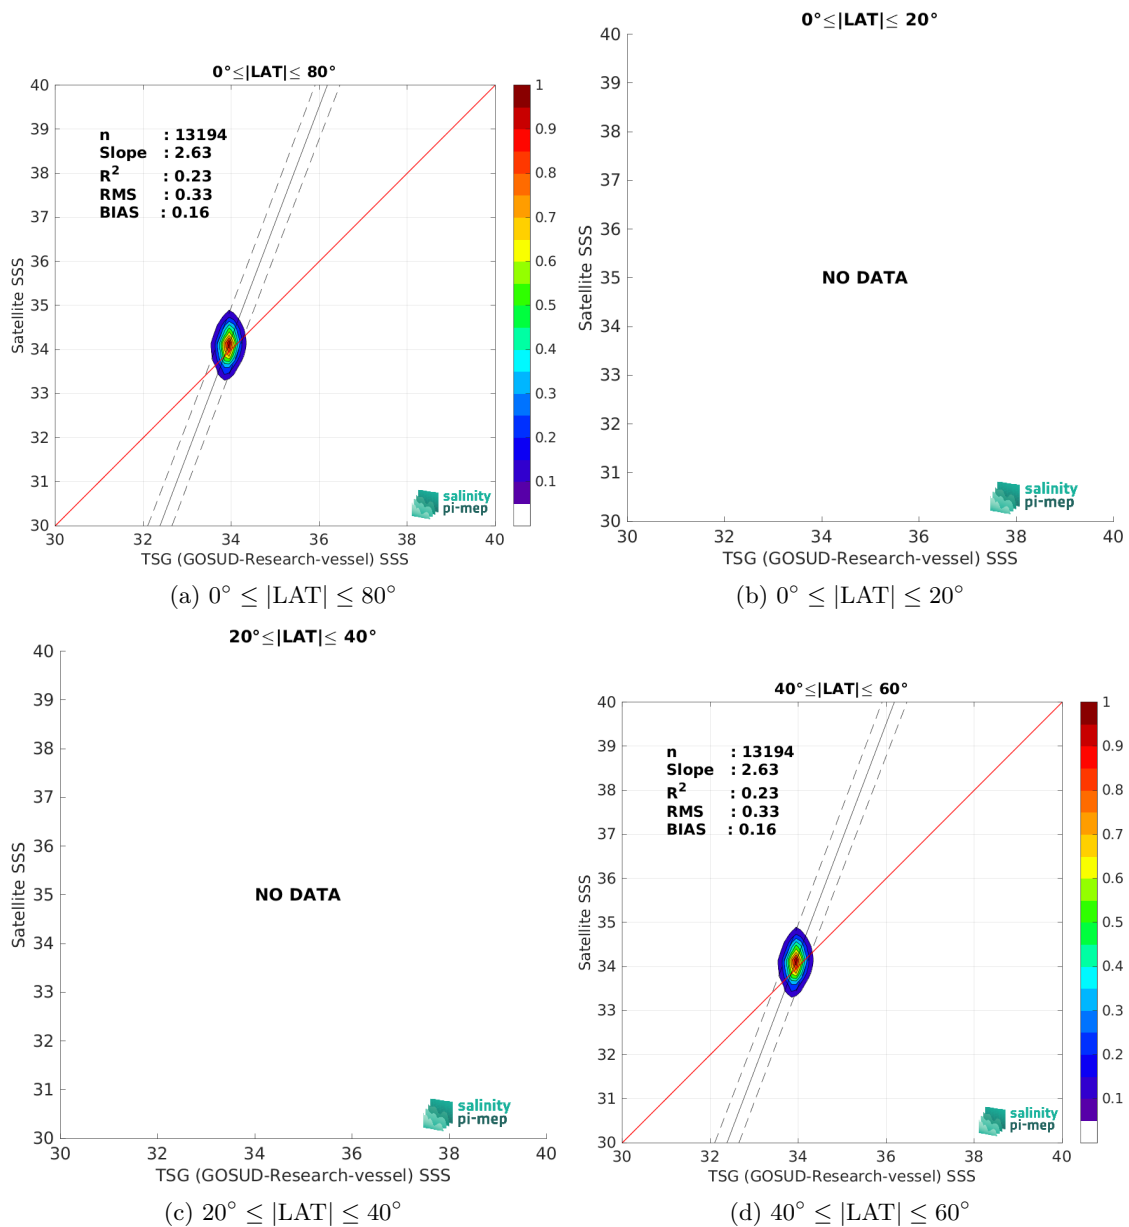 0°≤|LAT|≤ 80°
40
39
38
37
36
35
34
33
32
31
30
Satellite SSS
n : 13194
Slope : 2.63
R² : 0.23
RMS : 0.33
BIAS : 0.16
salinity
pi-mep
30 32 34 36 38 40
TSG (GOSUD-Research-vessel) SSS
1
0.9
0.8
0.7
0.6
0.5
0.4
0.3
0.2
0.1
(a) 0° ≤ |LAT| ≤ 80°
0°≤|LAT|≤ 20°
40
39
38
37
36
35
34
33
32
31
30
Satellite SSS
NO DATA
salinity
pi-mep
30 32 34 36 38 40
TSG (GOSUD-Research-vessel) SSS
(b) 0° ≤ |LAT| ≤ 20°
20°≤|LAT|≤ 40°
40
39
38
37
36
35
34
33
32
31
30
Satellite SSS
NO DATA
salinity
pi-mep
30 32 34 36 38 40
TSG (GOSUD-Research-vessel) SSS
(c) 20° ≤ |LAT| ≤ 40°
40°≤|LAT|≤ 60°
40
39
38
37
36
35
34
33
32
31
30
Satellite SSS
n : 13194
Slope : 2.63
R² : 0.23
RMS : 0.33
BIAS : 0.16
salinity
pi-mep
30 32 34 36 38 40
TSG (GOSUD-Research-vessel) SSS
1
0.9
0.8
0.7
0.6
0.5
0.4
0.3
0.2
0.1
(d) 40° ≤ |LAT| ≤ 60°